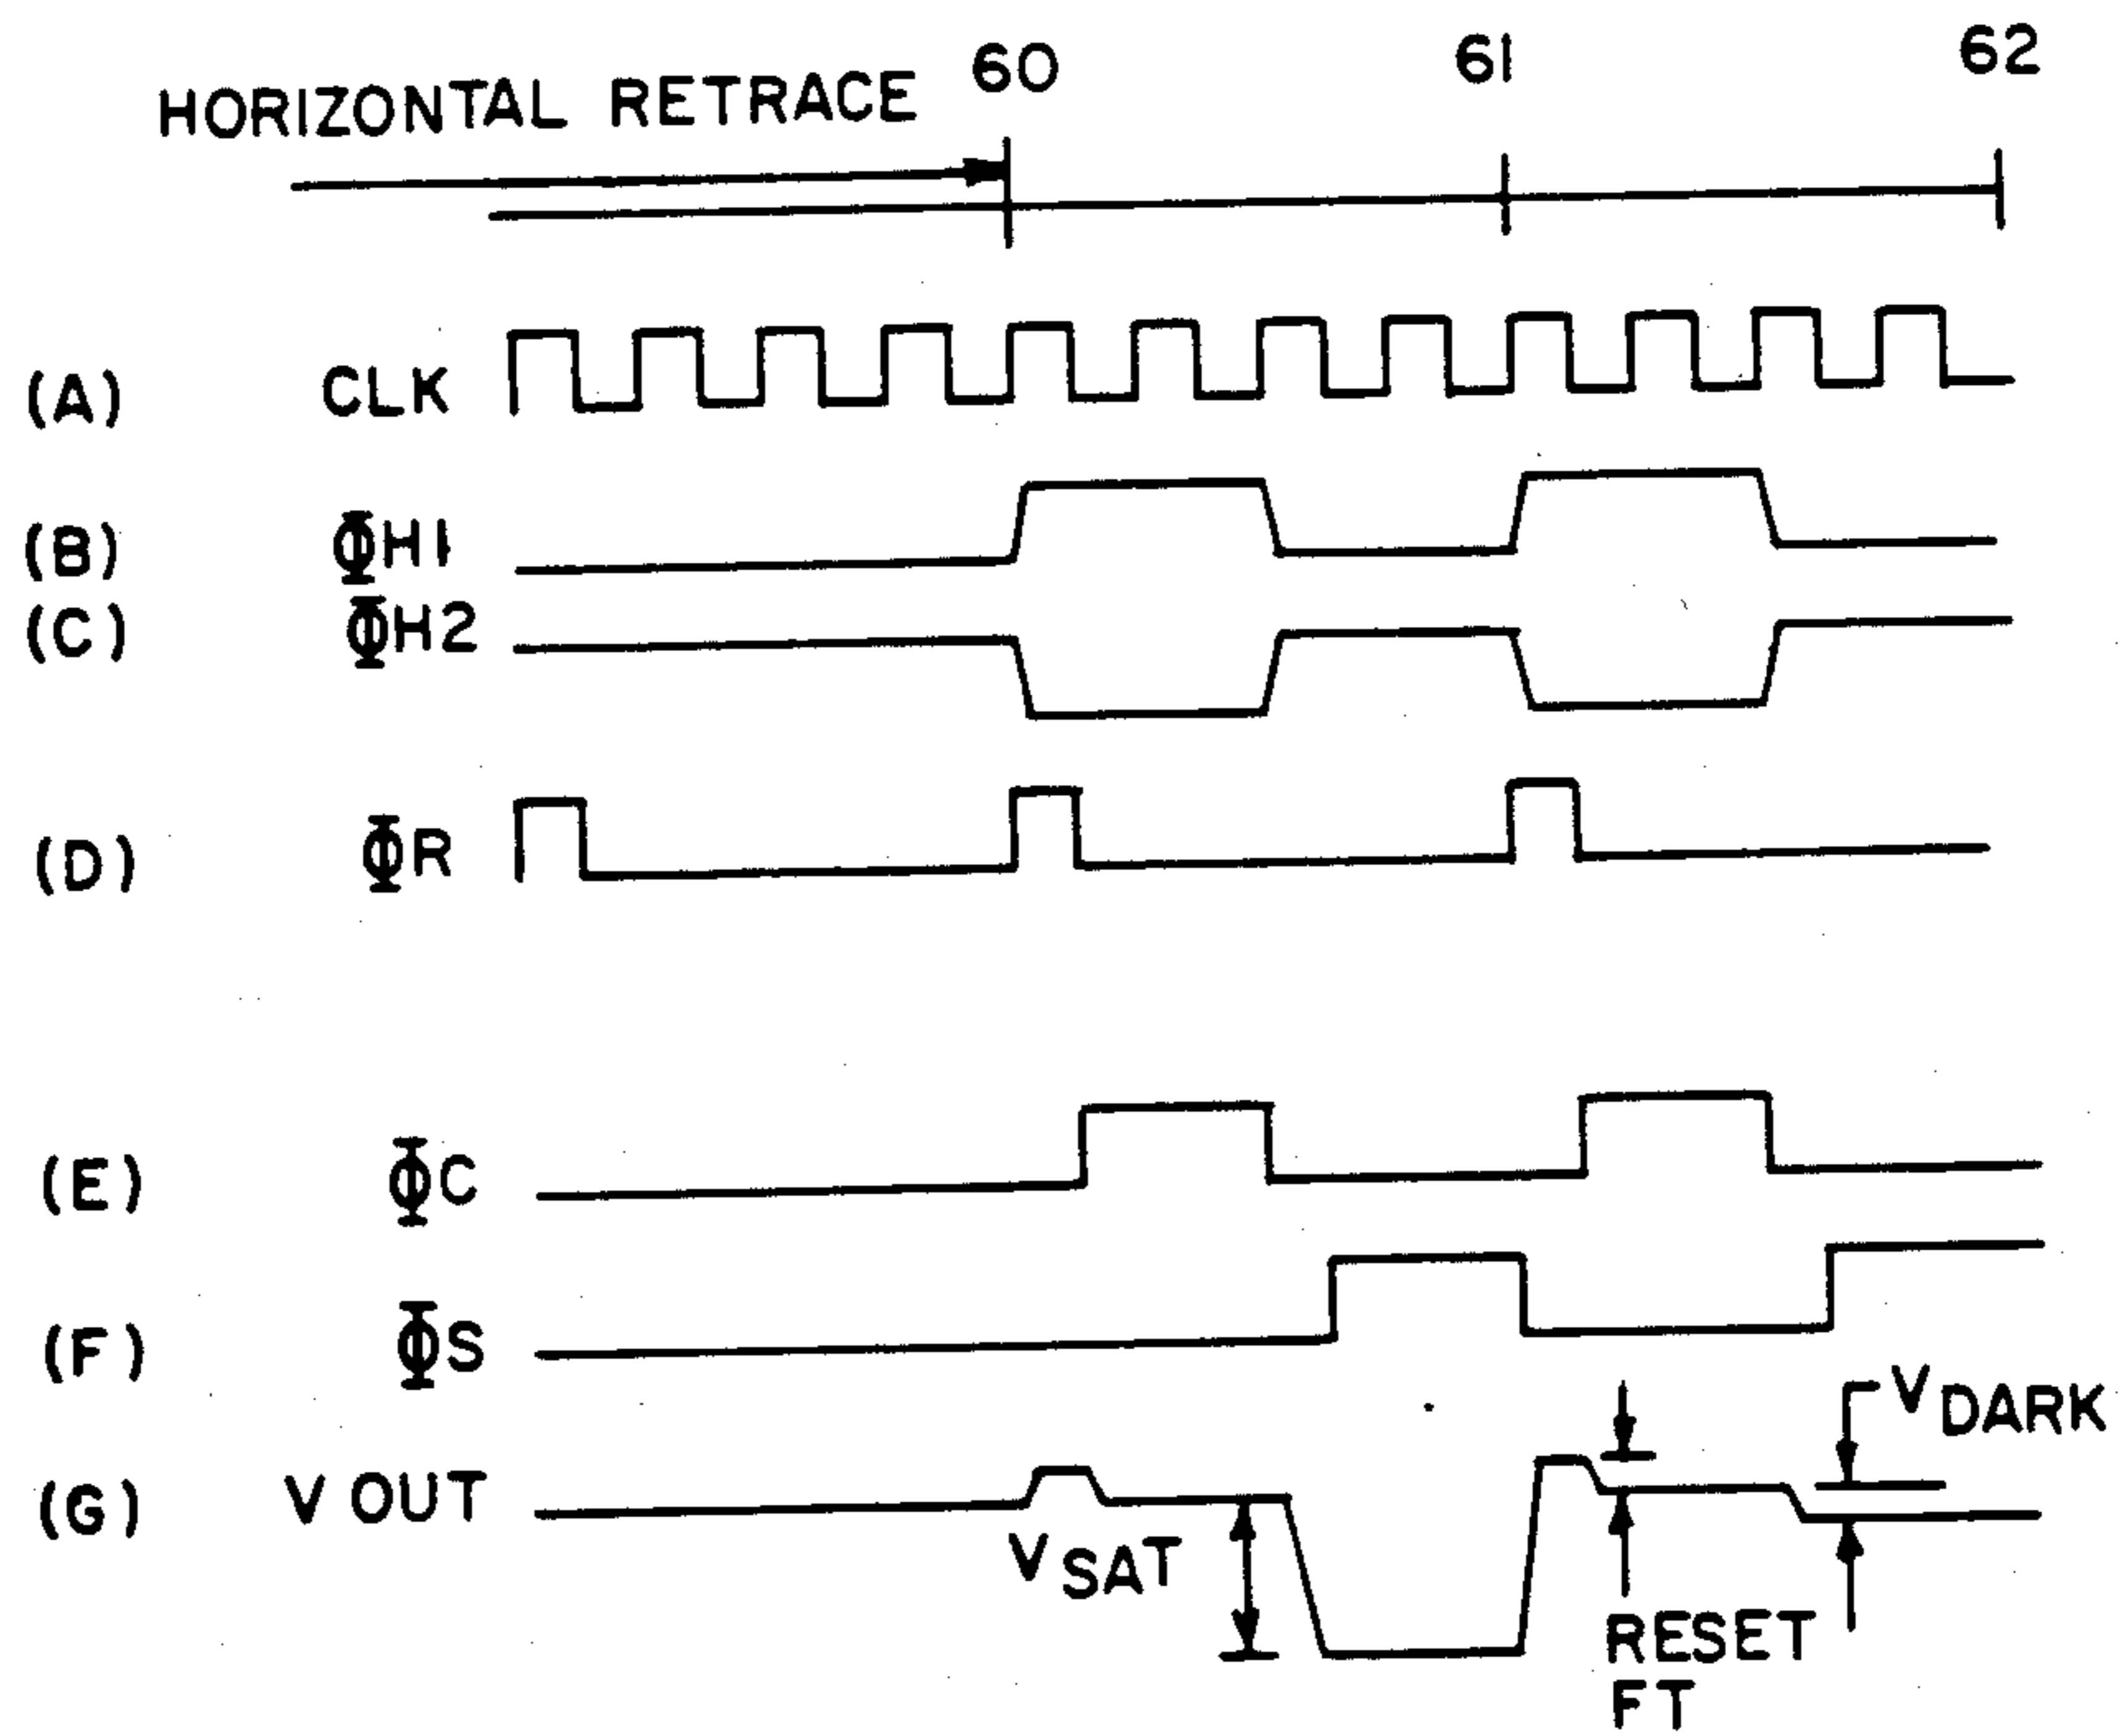 HORIZONTAL RETRACE 60 61 62
(A) CLK
(B) ΦH1
(C) ΦH2
(D) ΦR
(E) ΦC
(F) ΦS
VDARK
(G) V OUT
VSAT
RESET
FT